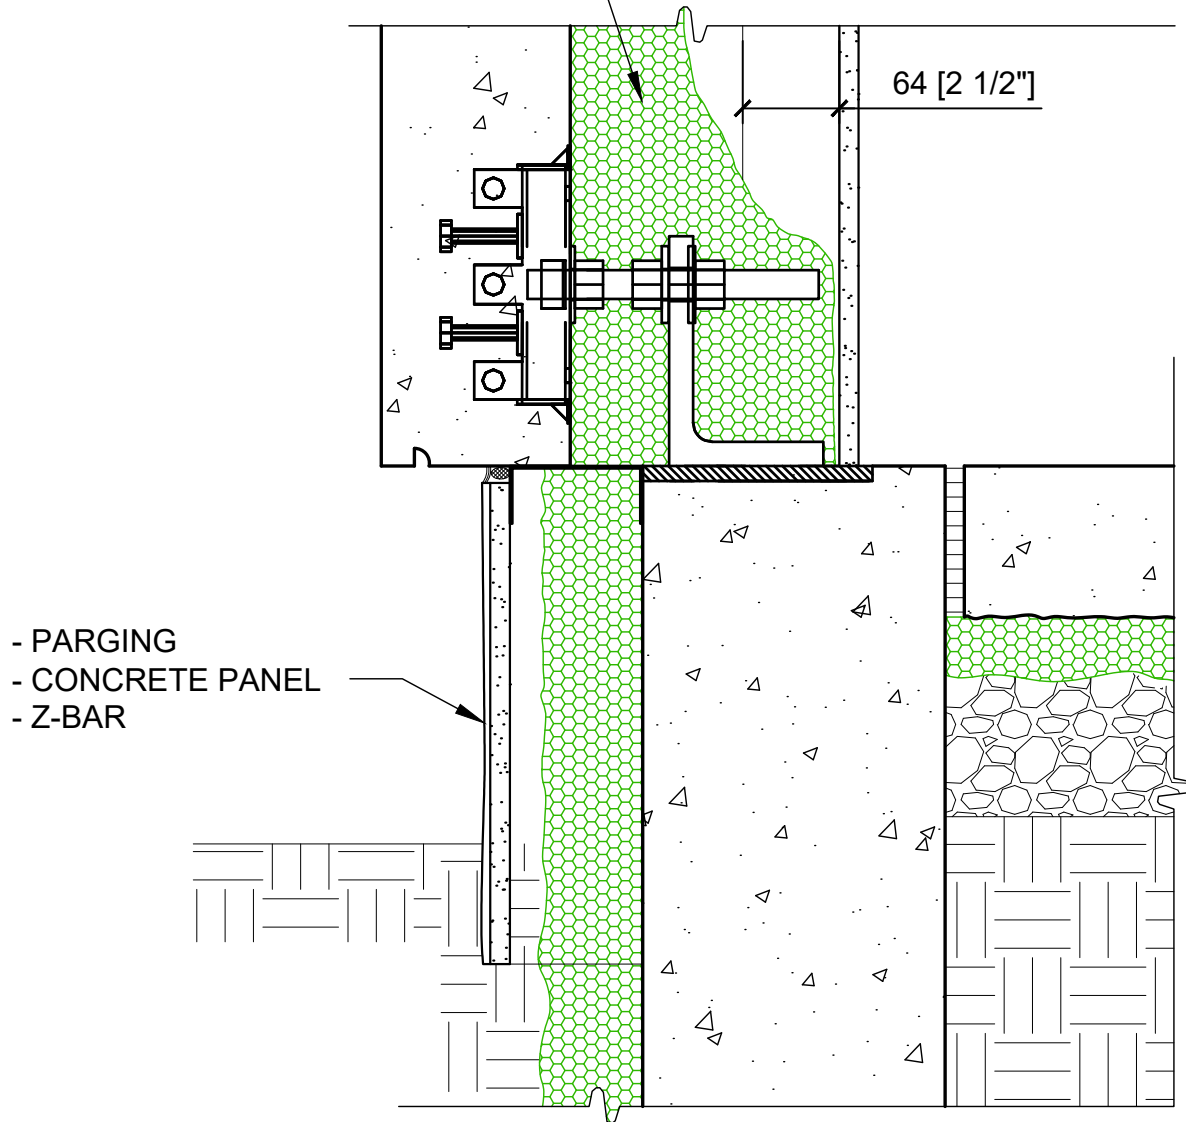 64 [2 1/2"]
- PARGING
- CONCRETE PANEL
- Z-BAR